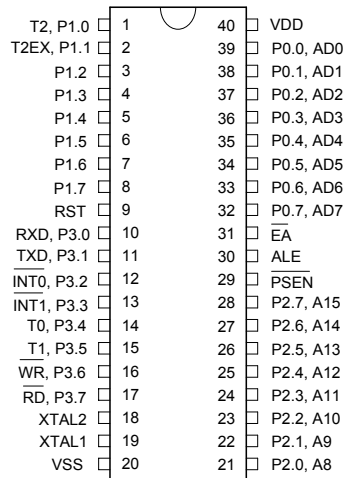 T2, P1.0 1 40 VDD
T2EX, P1.1 2 39 P0.0, AD0
P1.2 3 38 P0.1, AD1
P1.3 4 37 P0.2, AD2
P1.4 5 36 P0.3, AD3
P1.5 6 35 P0.4, AD4
P1.6 7 34 P0.5, AD5
P1.7 8 33 P0.6, AD6
RST 9 32 P0.7, AD7
RXD, P3.0 10 31 E̅A̅
TXD, P3.1 11 30 ALE
I̅N̅T̅0̅, P3.2 12 29 P̅S̅E̅N̅
I̅N̅T̅1̅, P3.3 13 28 P2.7, A15
T0, P3.4 14 27 P2.6, A14
T1, P3.5 15 26 P2.5, A13
W̅R̅, P3.6 16 25 P2.4, A12
R̅D̅, P3.7 17 24 P2.3, A11
XTAL2 18 23 P2.2, A10
XTAL1 19 22 P2.1, A9
VSS 20 21 P2.0, A8